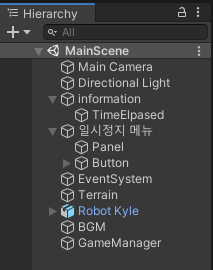 Hierarchy
All
MainScene
Main Camera
Directional Light
information
TimeElpased
일시정지 메뉴
Panel
Button
EventSystem
Terrain
Robot Kyle
BGM
GameManager